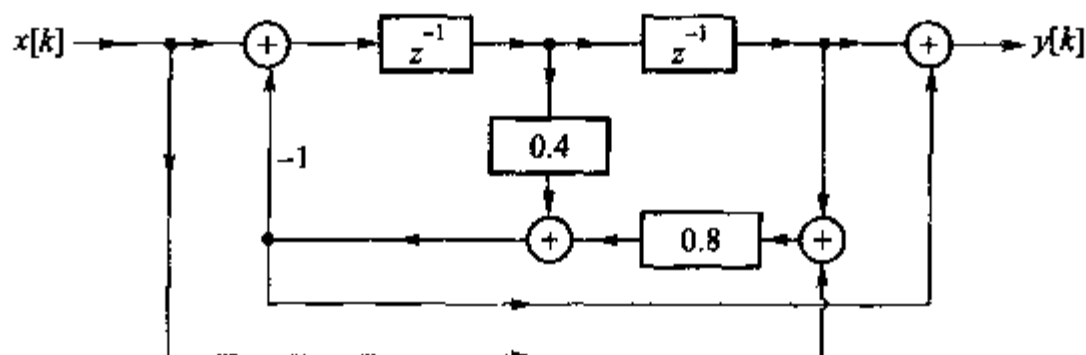 x[k] + z^{-1} z^{-1} + y[k]
0.4
-1
+ 0.8 +